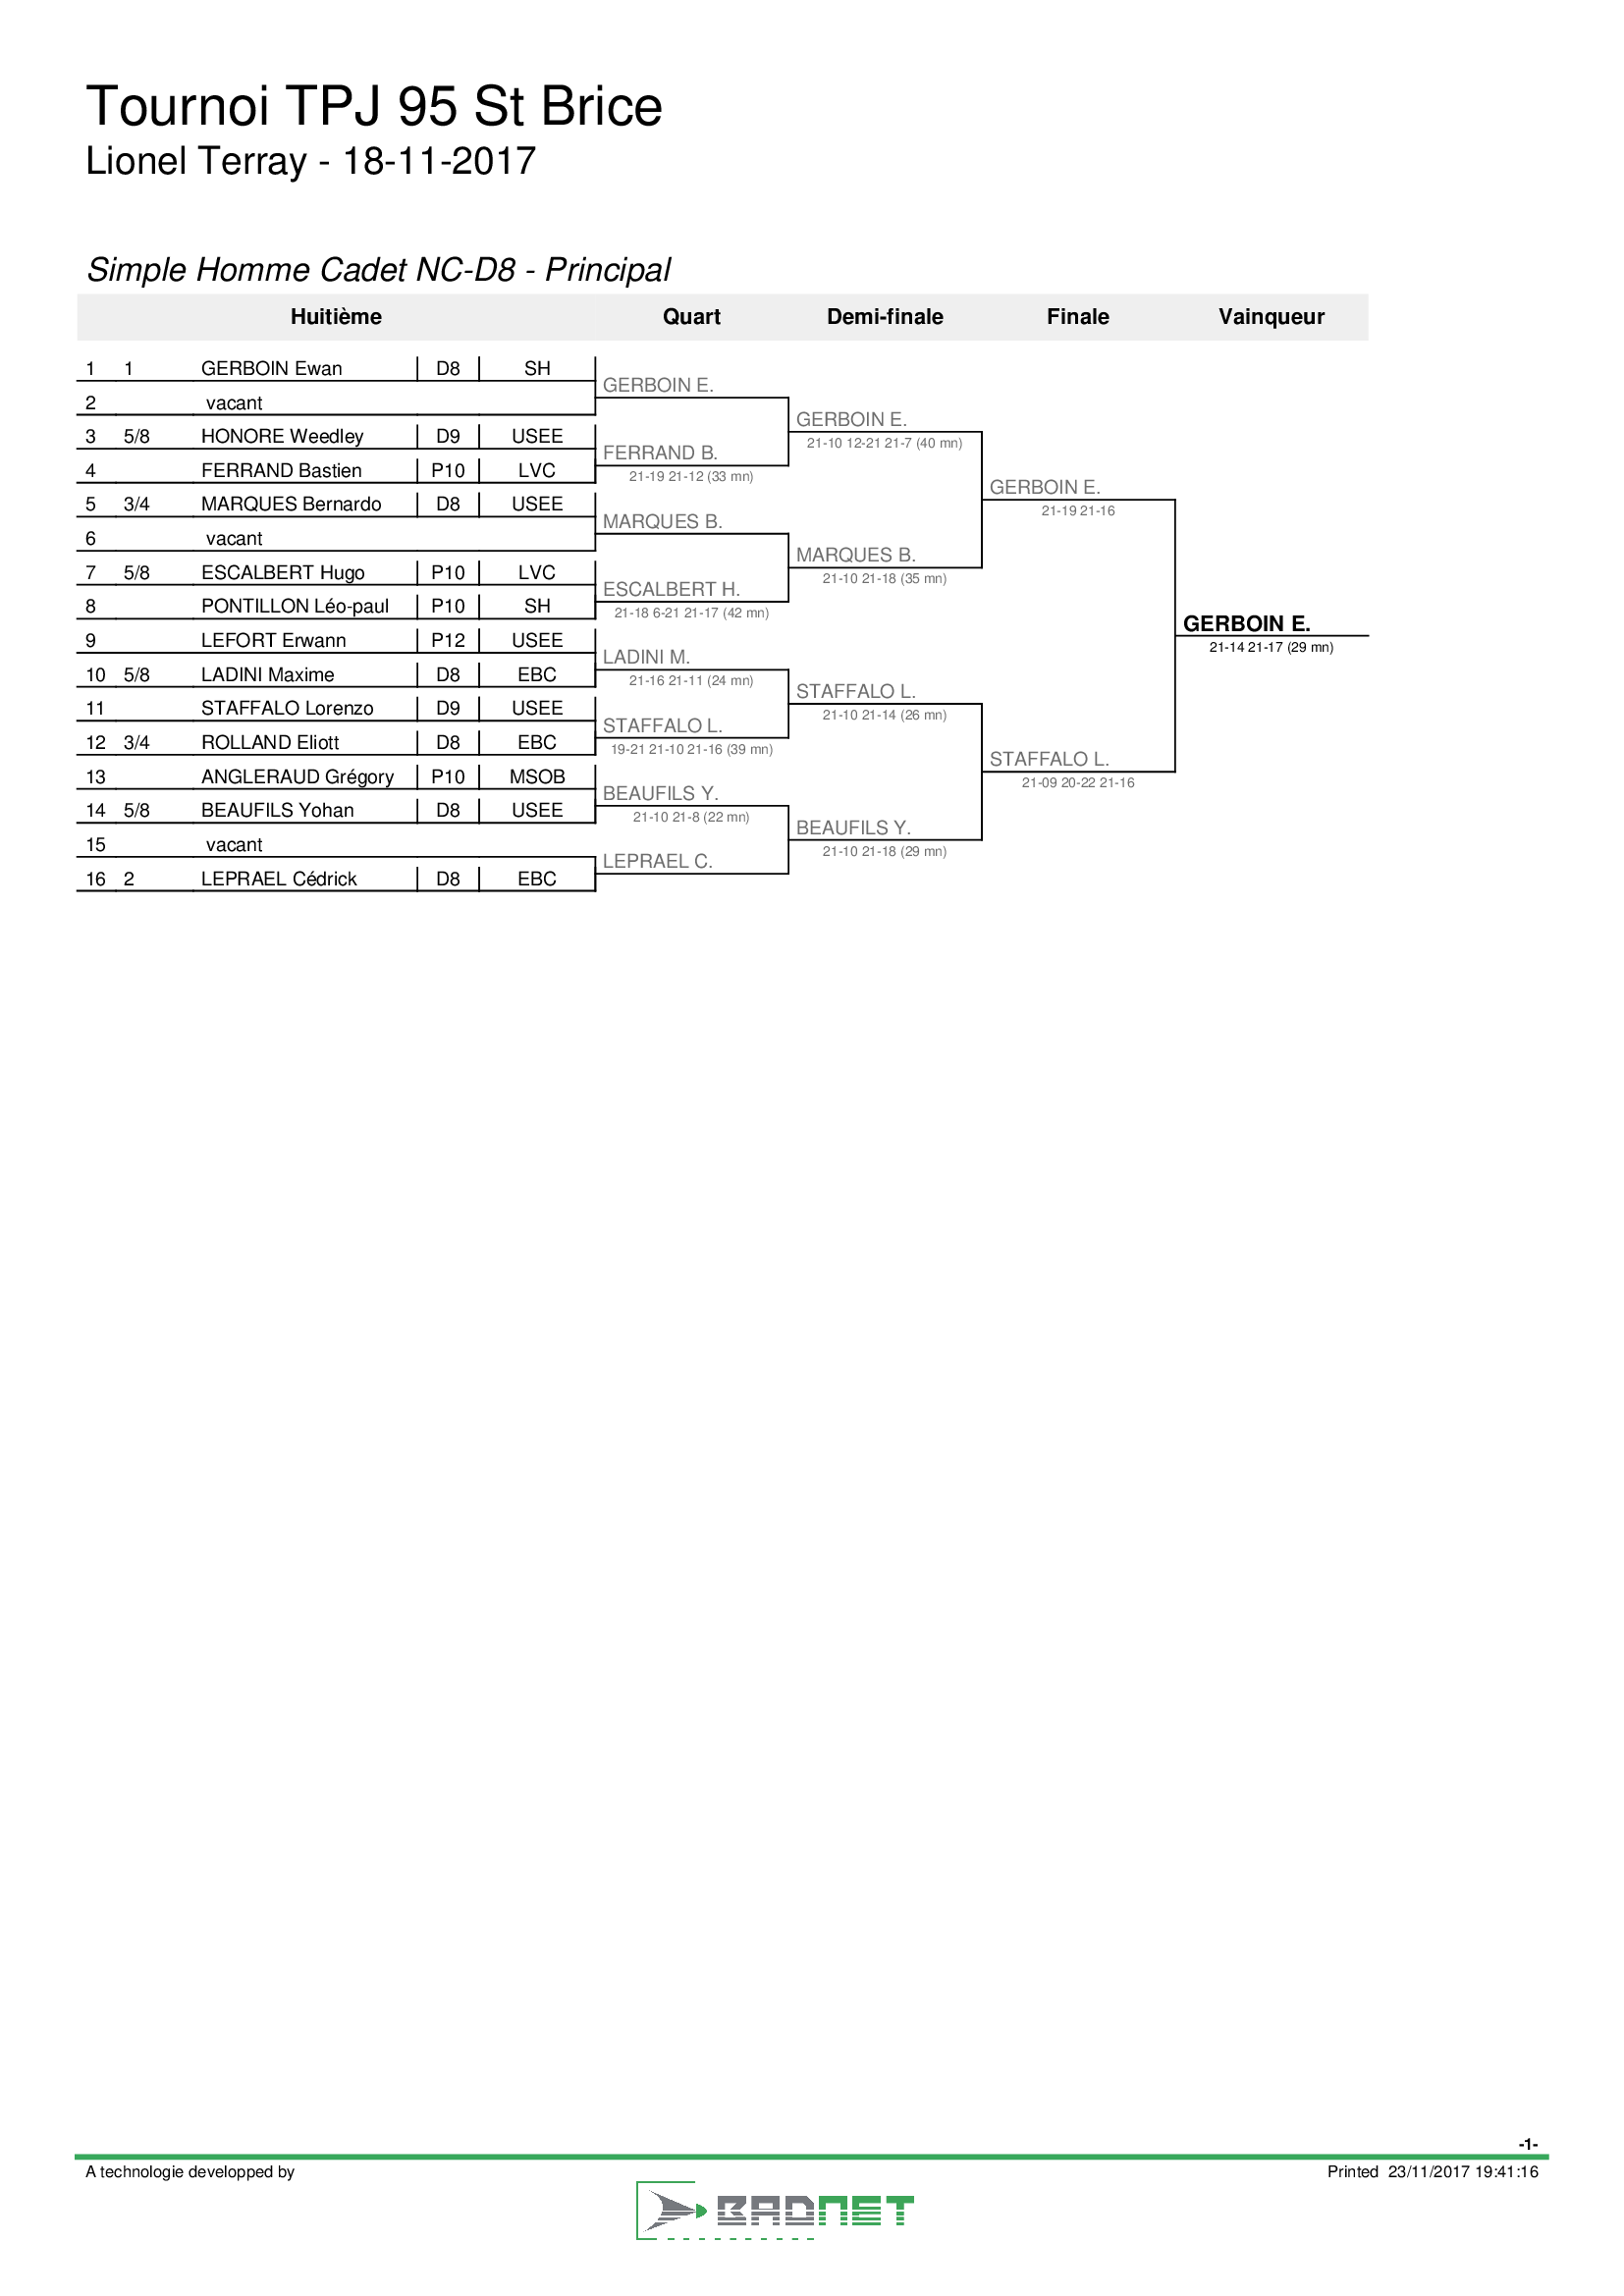 Tournoi TPJ 95 St Brice
Lionel Terray - 18-11-2017
Simple Homme Cadet NC-D8 - Principal
Huitième Quart Demi-finale Finale Vainqueur
1 1 GERBOIN Ewan D8 SH
GERBOIN E.
2 vacant
GERBOIN E.
3 5/8 HONORE Weedley D9 USEE
21-10 12-21 21-7 (40 mn)
FERRAND B.
4 FERRAND Bastien P10 LVC
21-19 21-12 (33 mn)
GERBOIN E.
5 3/4 MARQUES Bernardo D8 USEE
21-19 21-16
MARQUES B.
6 vacant
MARQUES B.
7 5/8 ESCALBERT Hugo P10 LVC
21-10 21-18 (35 mn)
ESCALBERT H.
8 PONTILLON Léo-paul P10 SH
21-18 6-21 21-17 (42 mn)
GERBOIN E.
9 LEFORT Erwann P12 USEE
21-14 21-17 (29 mn)
LADINI M.
10 5/8 LADINI Maxime D8 EBC
21-16 21-11 (24 mn)
STAFFALO L.
11 STAFFALO Lorenzo D9 USEE
21-10 21-14 (26 mn)
STAFFALO L.
12 3/4 ROLLAND Eliott D8 EBC
19-21 21-10 21-16 (39 mn)
STAFFALO L.
13 ANGLERAUD Grégory P10 MSOB
21-09 20-22 21-16
BEAUFILS Y.
14 5/8 BEAUFILS Yohan D8 USEE
21-10 21-8 (22 mn)
BEAUFILS Y.
15 vacant
21-10 21-18 (29 mn)
LEPRAEL C.
16 2 LEPRAEL Cédrick D8 EBC
-1-
A technologie developped by
Printed 23/11/2017 19:41:16
BADNET